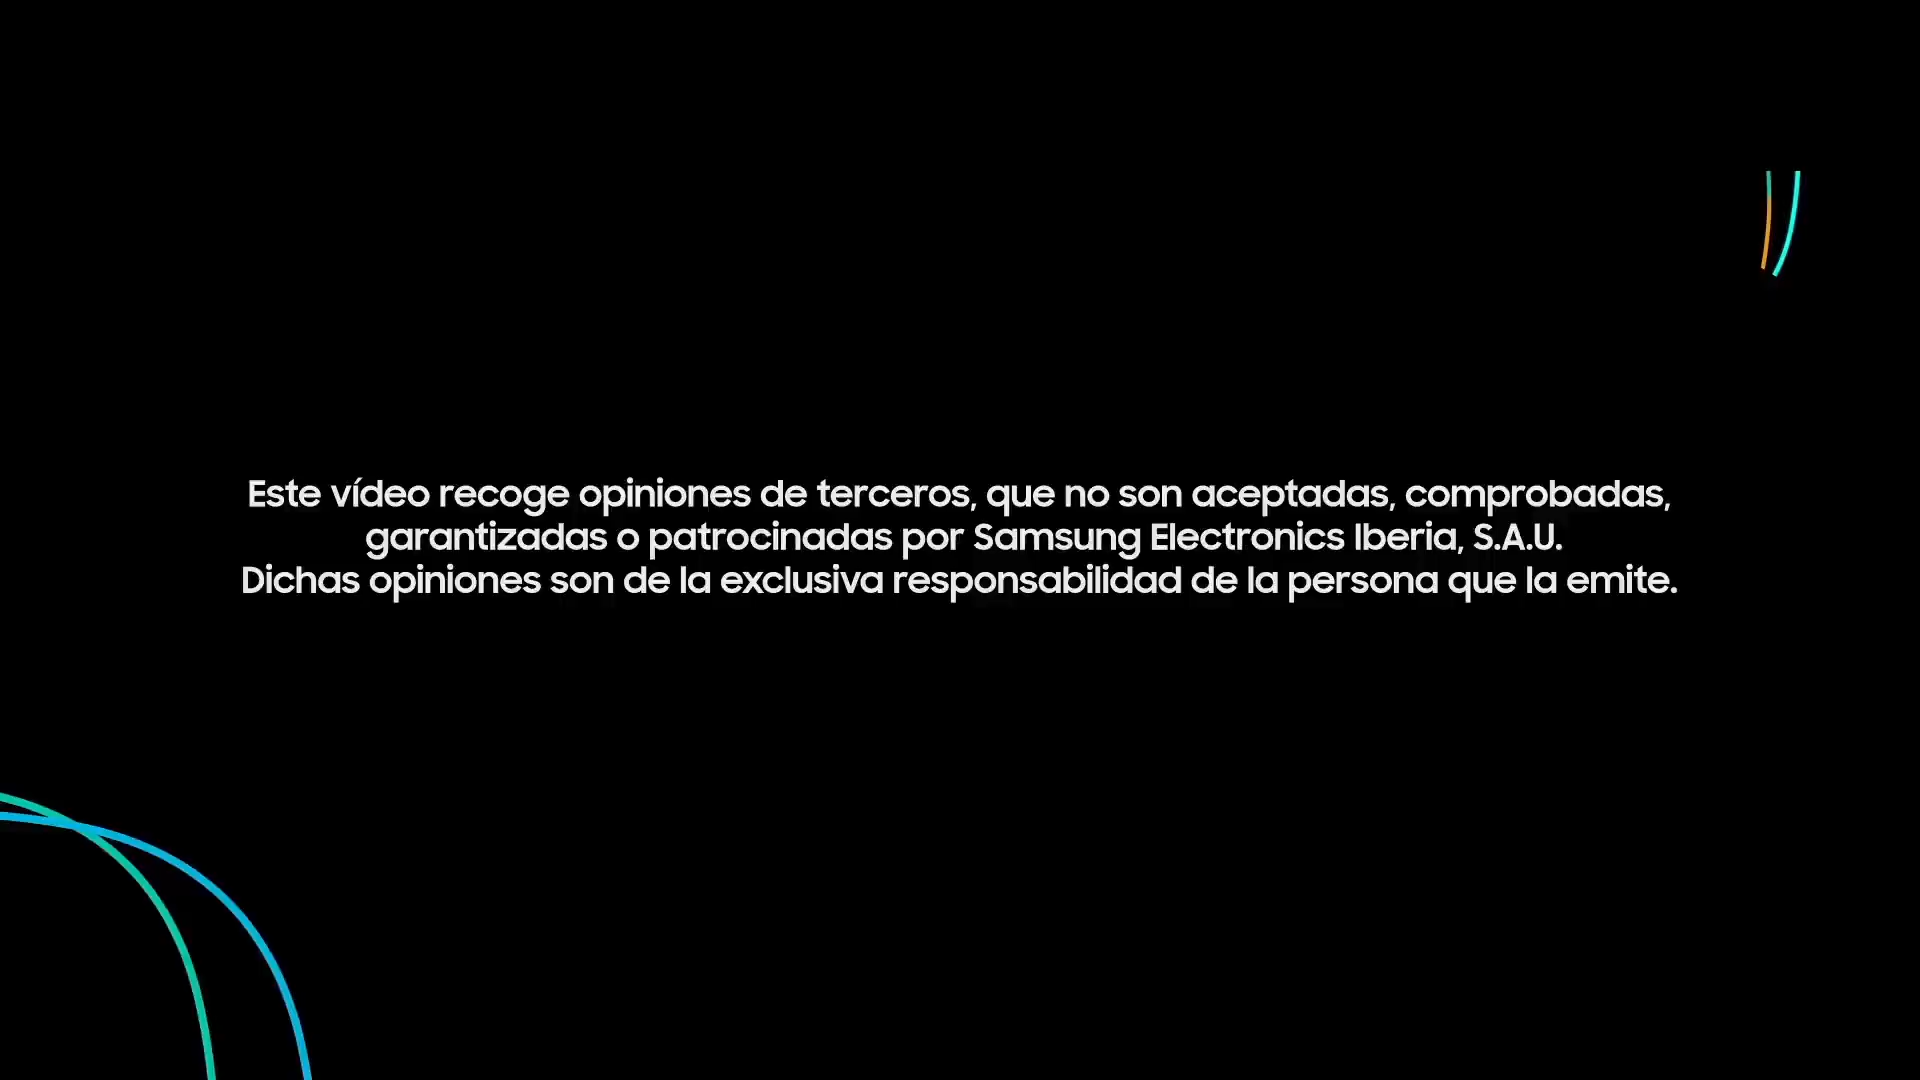 Este vídeo recoge opiniones de terceros, que no son aceptadas, comprobadas,
garantizadas o patrocinadas por Samsung Electronics Iberia, S.A.U.
Dichas opiniones son de la exclusiva responsabilidad de la persona que la emite.